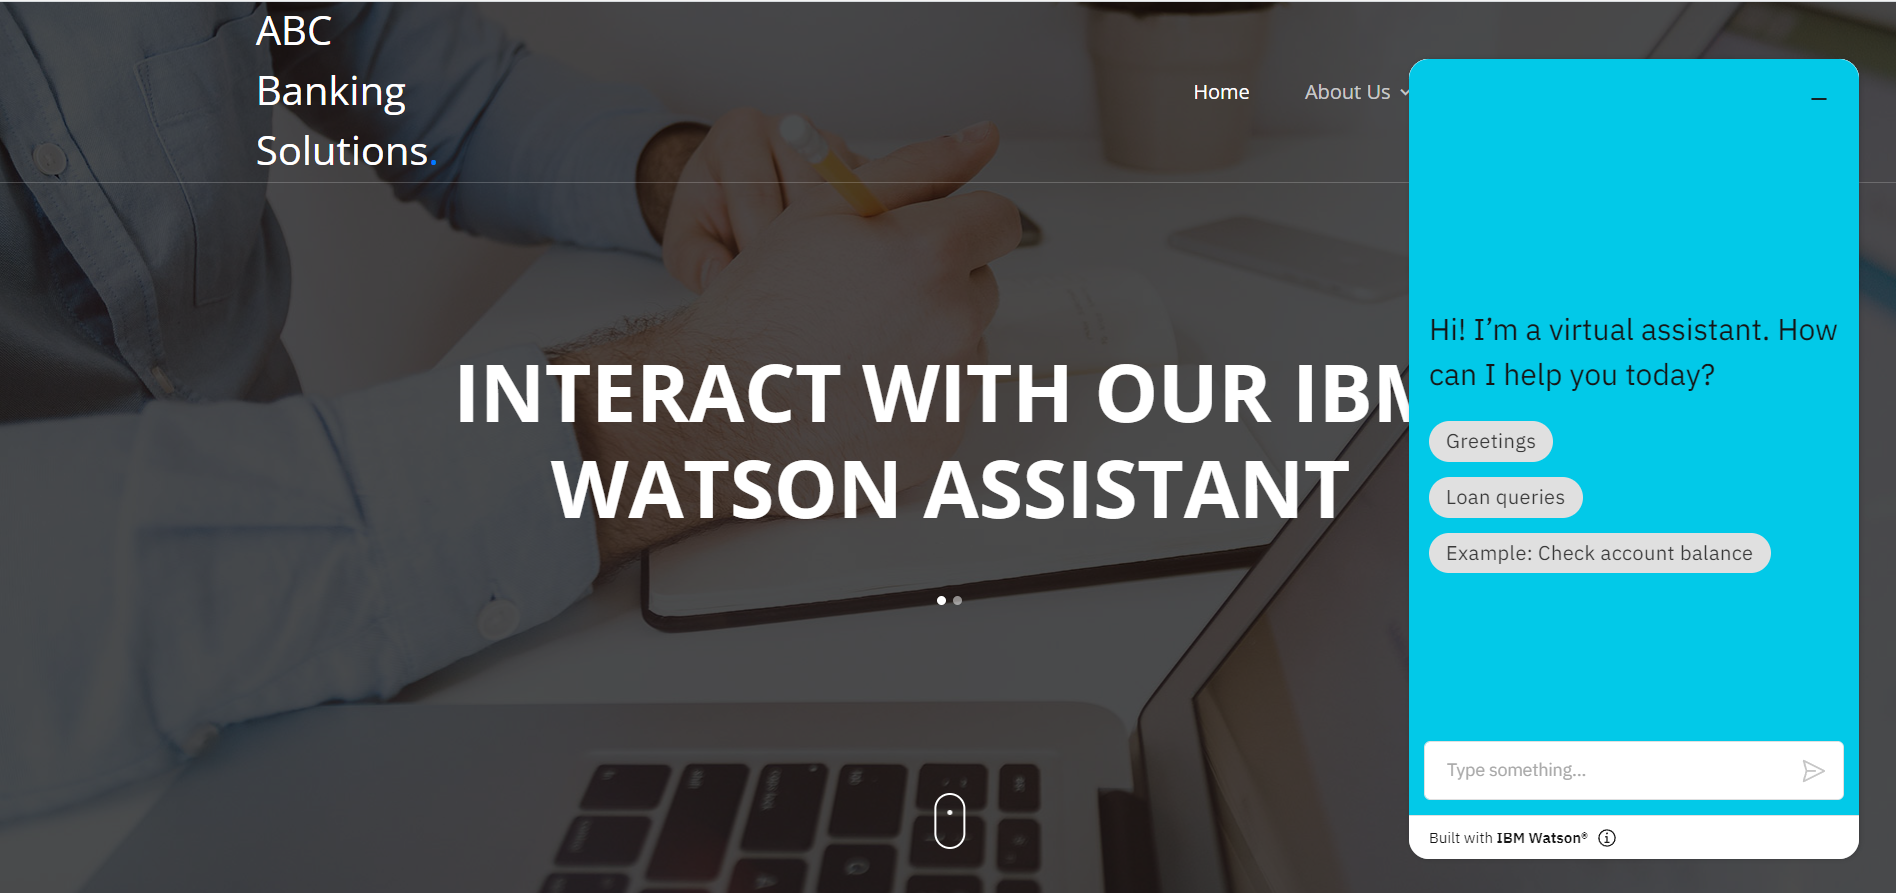 ABC
Banking
Solutions.
Home
About Us
INTERACT WITH OUR IBM
WATSON ASSISTANT
Hi! I’m a virtual assistant. How
can I help you today?
Greetings
Loan queries
Example: Check account balance
Type something...
Built with IBM Watson®